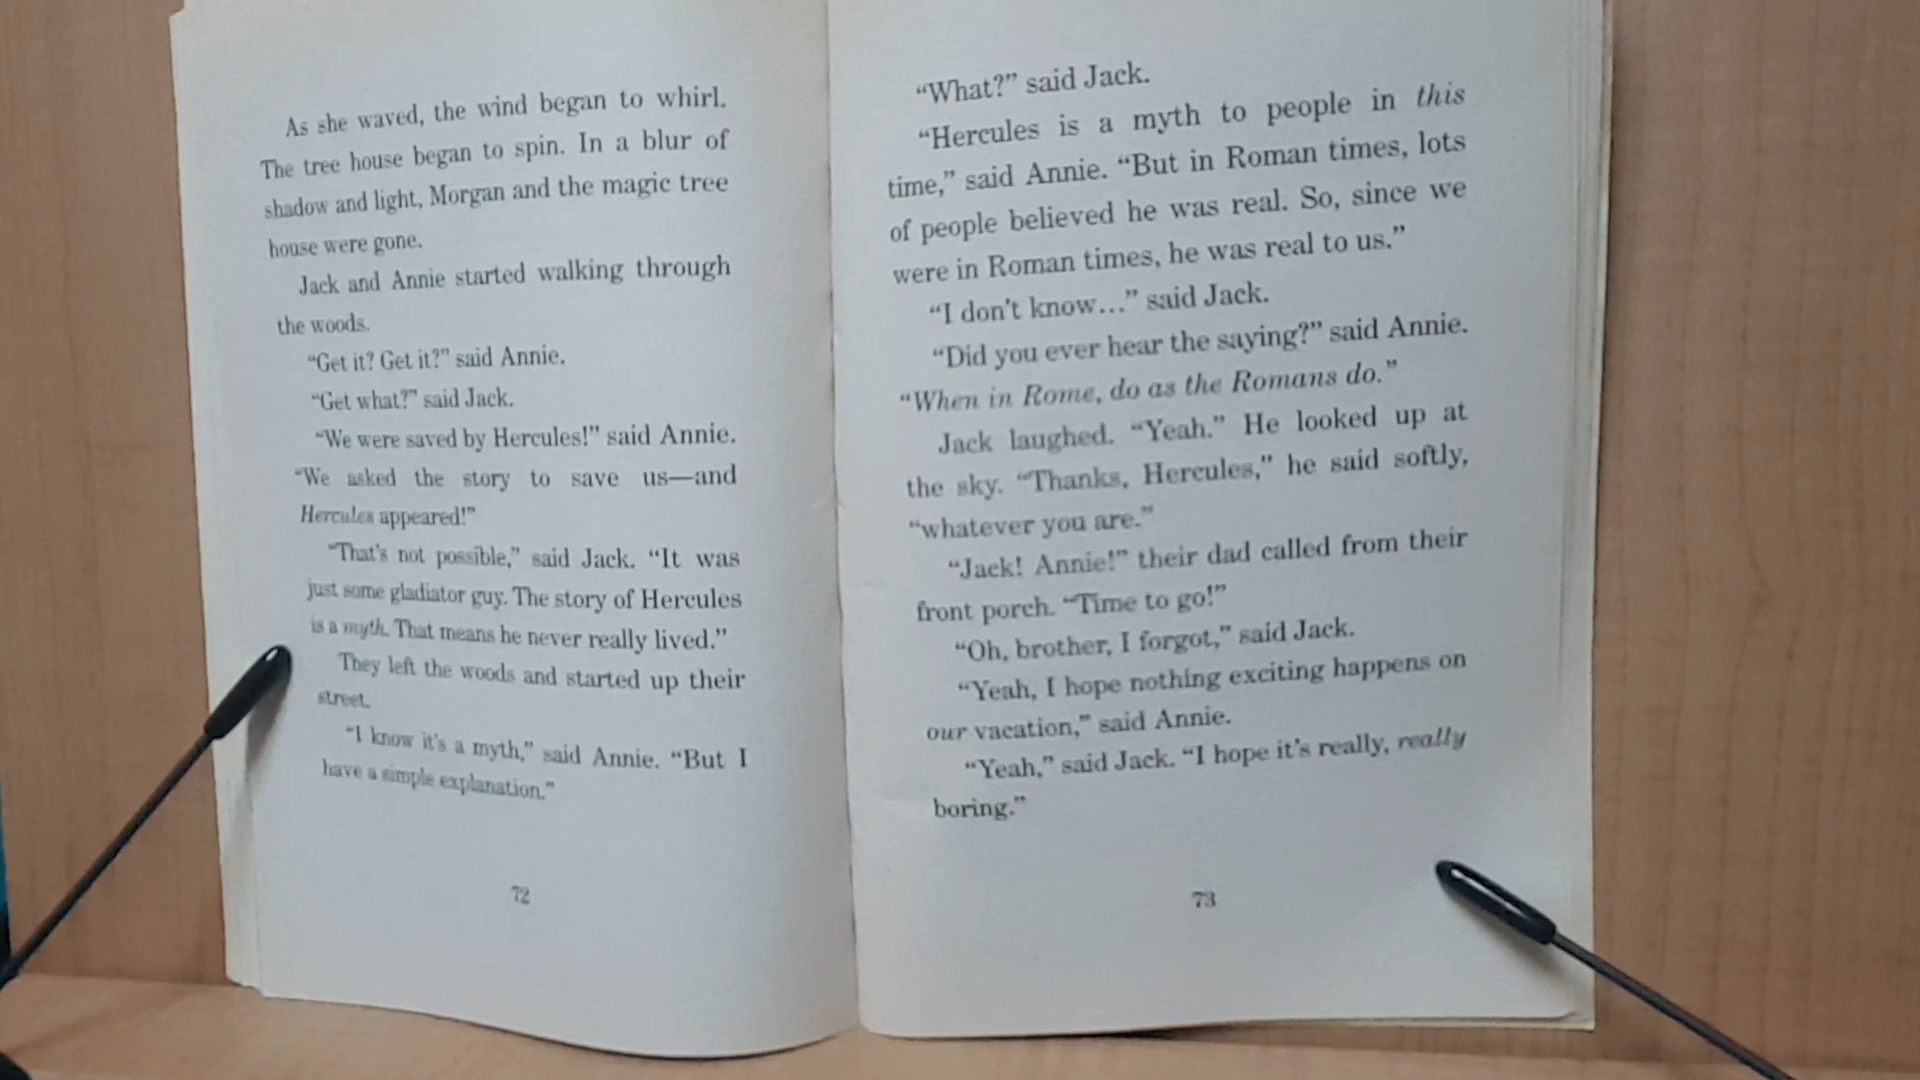 As she waved, the wind began to whirl.
The tree house began to spin. In a blur of
shadow and light, Morgan and the magic tree
house were gone.
Jack and Annie started walking through
the woods.
“Get it? Get it?” said Annie.
“Get what?” said Jack.
“We were saved by Hercules!” said Annie.
“We asked the story to save us—and
Hercules appeared!”
“That's not possible,” said Jack. “It was
just some gladiator guy. The story of Hercules
is a myth. That means he never really lived.”
They left the woods and started up their
street.
“I know it's a myth,” said Annie. “But I
have a simple explanation.”
72
“What?” said Jack.
“Hercules is a myth to people in this
time,” said Annie. “But in Roman times, lots
of people believed he was real. So, since we
were in Roman times, he was real to us.”
“I don't know…” said Jack.
“Did you ever hear the saying?” said Annie.
“When in Rome, do as the Romans do.”
Jack laughed. “Yeah.” He looked up at
the sky. “Thanks, Hercules,” he said softly,
“whatever you are.”
“Jack! Annie!” their dad called from their
front porch. “Time to go!”
“Oh, brother, I forgot,” said Jack.
“Yeah, I hope nothing exciting happens on
our vacation,” said Annie.
“Yeah,” said Jack. “I hope it's really, really
boring.”
73